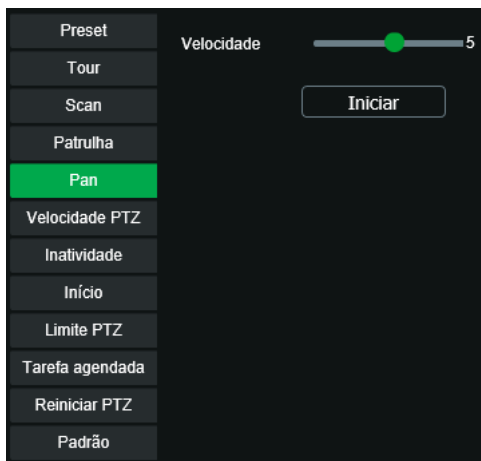 Preset
Tour
Scan
Patrulha
Pan
Velocidade PTZ
Inatividade
Início
Limite PTZ
Tarefa agendada
Reiniciar PTZ
Padrão
Velocidade 5
Iniciar